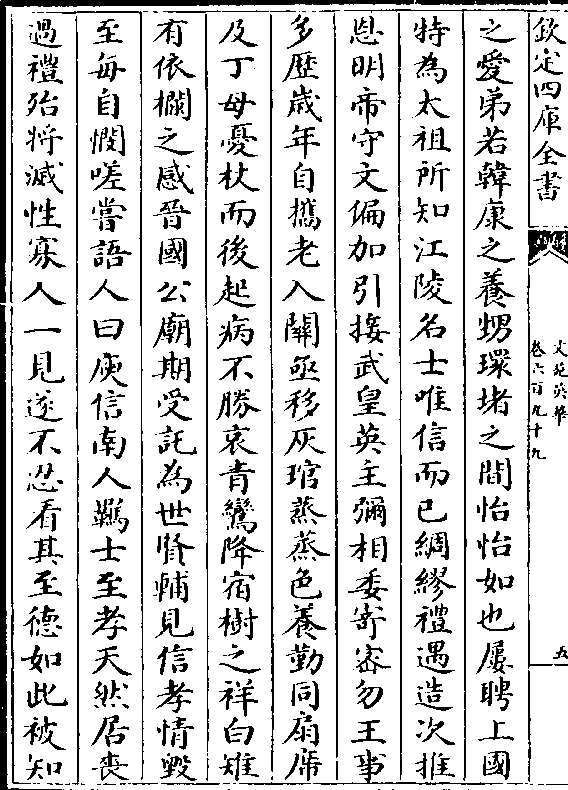 欽定四庫全書
文苑英華
卷六百九十九
五
之愛弟若韓康之養甥環堵之間怡怡如也屢聘上國
特為太祖所知江陵名士唯信而已綢繆禮遇造次推
恩明帝守文偏加引接武皇英主彌相委寄宻勿王事
多歴歲年自攜老入關亟移灰琯蒸蒸色養勤同扇席
及丁母憂杖而後起病不勝哀青鸞降宿樹之祥白雉
有依欄之感晉國公廟期受託為世賢輔見信孝情毀
至每自憫嗟嘗語人曰庾信南人羈士至孝天然居喪
過禮殆將滅性寡人一見遂不忍看其至德如此被知